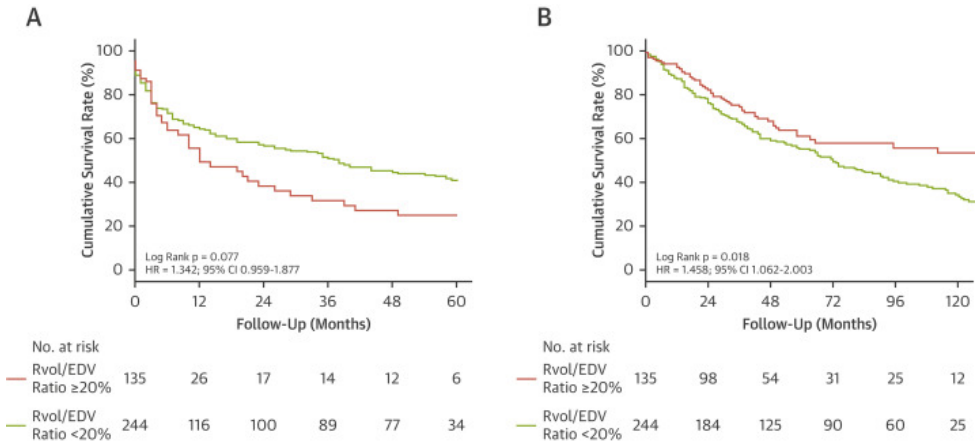 A
100
80
60
40
20
0
Cumulative Survival Rate (%)
Log Rank p = 0.077
HR = 1.342; 95% CI 0.959-1.877
0 12 24 36 48 60
Follow-Up (Months)
No. at risk
Rvol/EDV
Ratio ≥20% 135 26 17 14 12 6
Rvol/EDV
Ratio <20% 244 116 100 89 77 34
B
100
80
60
40
20
0
Cumulative Survival Rate (%)
Log Rank p = 0.018
HR = 1.458; 95% CI 1.062-2.003
0 24 48 72 96 120
Follow-Up (Months)
No. at risk
Rvol/EDV
Ratio ≥20% 135 98 54 31 25 12
Rvol/EDV
Ratio <20% 244 184 125 90 60 25